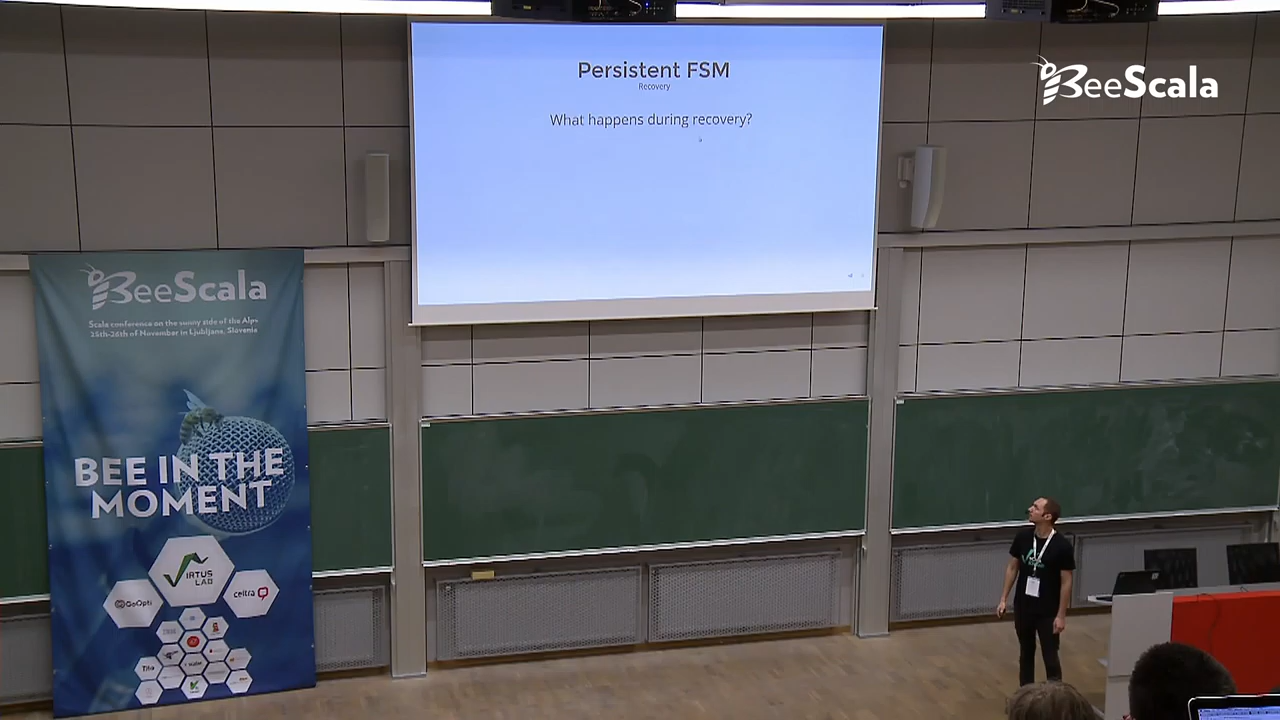 Persistent FSM
Recovery
What happens during recovery?
BeeScala
BeeScala
Scala conference on the sunny side of the Alps
25th-26th of November in Ljubljana, Slovenia
BEE IN THE
MOMENT
VIRTUS
LAB
GoOpti
celtra